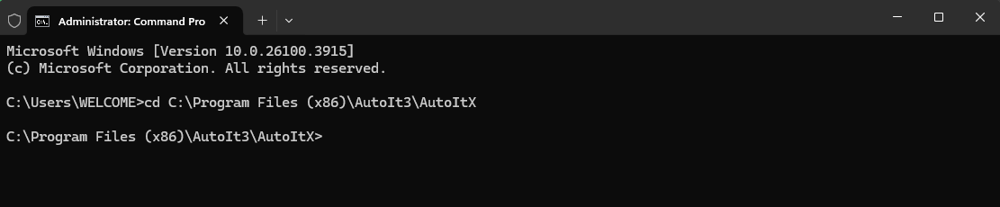 Administrator: Command Pro
Microsoft Windows [Version 10.0.26100.3915]
(c) Microsoft Corporation. All rights reserved.
C:\Users\WELCOME>cd C:\Program Files (x86)\AutoIt3\AutoItX
C:\Program Files (x86)\AutoIt3\AutoItX>